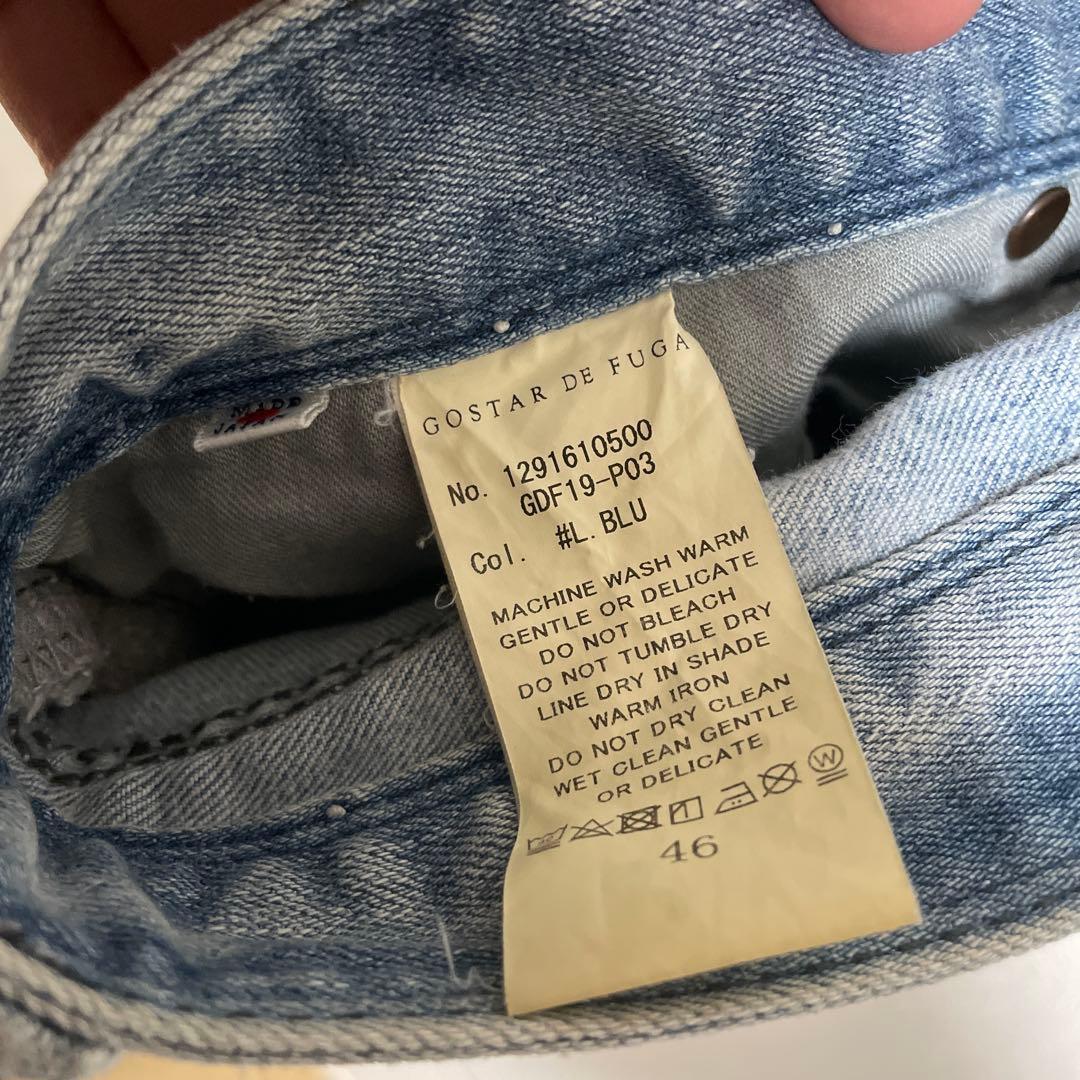 MADE
GOSTAR DE FUGA
No. 1291610500
GDF19-P03
Col. #L.BLU
MACHINE WASH WARM
GENTLE OR DELICATE
DO NOT BLEACH
DO NOT TUMBLE DRY
LINE DRY IN SHADE
WARM IRON
DO NOT DRY CLEAN
WET CLEAN GENTLE
OR DELICATE
W
46